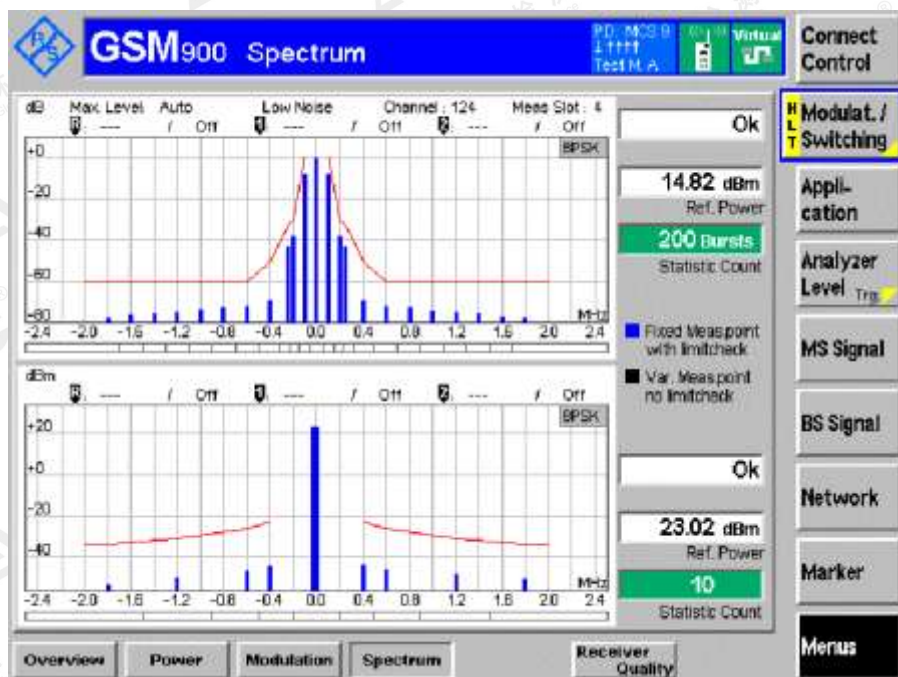 GSM900 Spectrum
P.D.: MCS 9
Test M. A
Virtual
Connect Control
HLT
Modulat. / Switching
Appli- cation
Analyzer Level Trg.
MS Signal
BS Signal
Network
Marker
Menus
dB Max. Level Auto Low Noise Channel : 124 Meas Slot : 4
--- f Off --- f Off --- f Off
8PSK
+0
-20
-40
-60
-80
MHz
-2.4 -2.0 -1.6 -1.2 -0.8 -0.4 0.0 0.4 0.8 1.2 1.6 2.0 2.4
Ok
14.82 dBm
Ref. Power
200 Bursts
Statistic Count
Fixed Meas.point with limitcheck
Var. Meas.point no limitcheck
dBm
--- f Off --- f Off --- f Off
8PSK
+20
+0
-20
-40
MHz
-2.4 -2.0 -1.6 -1.2 -0.8 -0.4 0.0 0.4 0.8 1.2 1.6 2.0 2.4
Ok
23.02 dBm
Ref. Power
10
Statistic Count
Overview
Power
Modulation
Spectrum
Receiver Quality